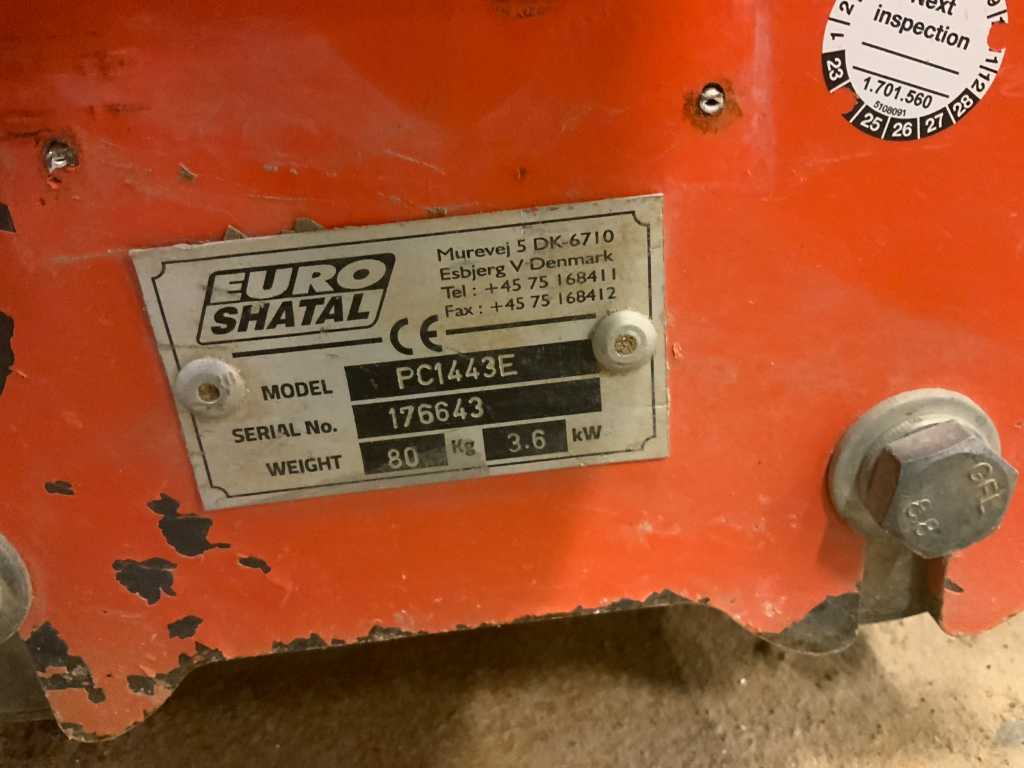 Next
inspection
1.701.560
5108091
23 1 2
11 12
25 26 27 28
EURO
SHATAL
Murevej 5 DK-6710
Esbjerg V Denmark
Tel : +45 75 168411
Fax : +45 75 168412
CE
MODEL PC1443E
SERIAL No. 176643
WEIGHT 80 Kg 3.6 kW
GFL
8.8